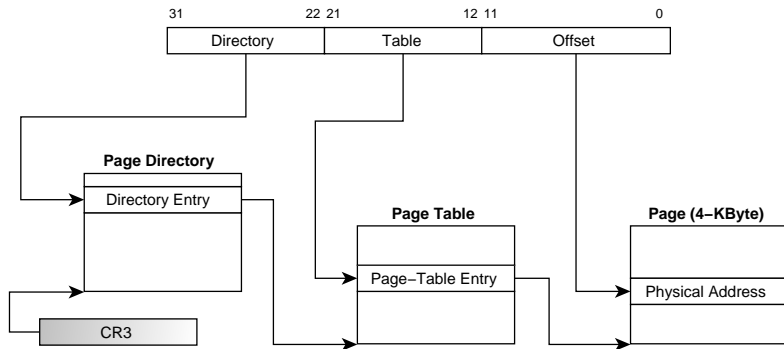 31 22 21 12 11 0
Directory Table Offset
Page Directory
Directory Entry
Page Table Page (4−KByte)
Page−Table Entry Physical Address
CR3